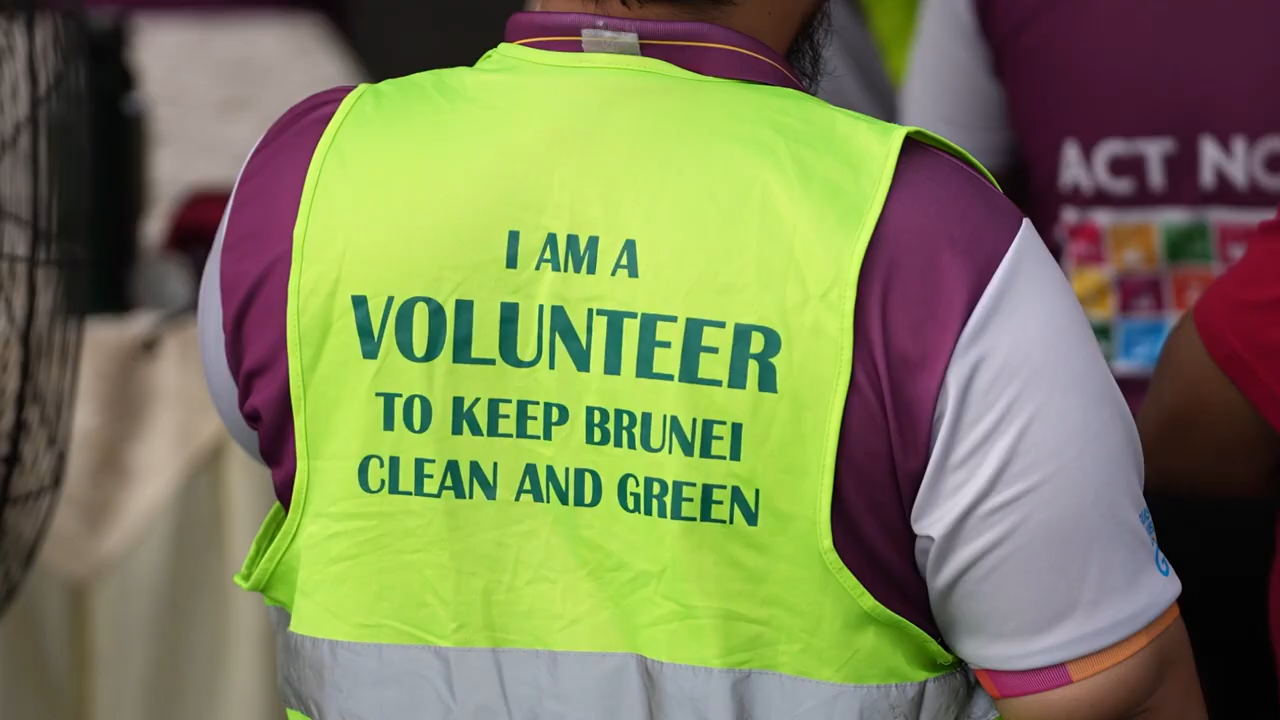 I AM A
VOLUNTEER
TO KEEP BRUNEI
CLEAN AND GREEN
ACT NO